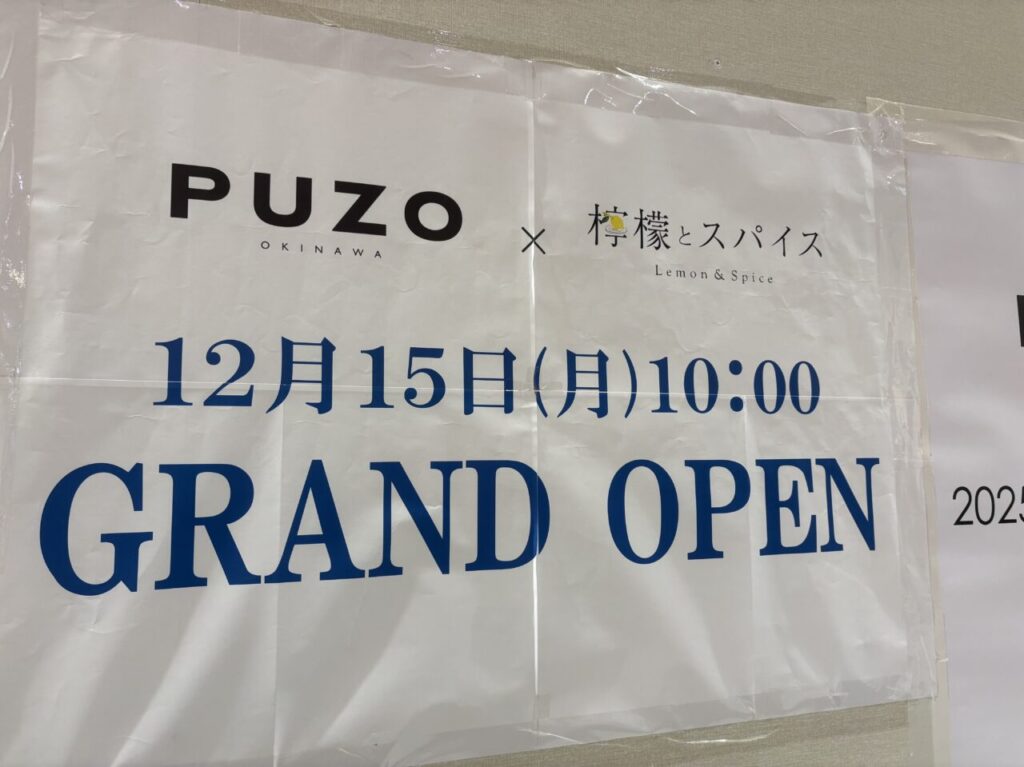 PUZO
OKINAWA
×
檸檬とスパイス
Lemon & Spice
12月15日(月)10:00
GRAND OPEN
2025